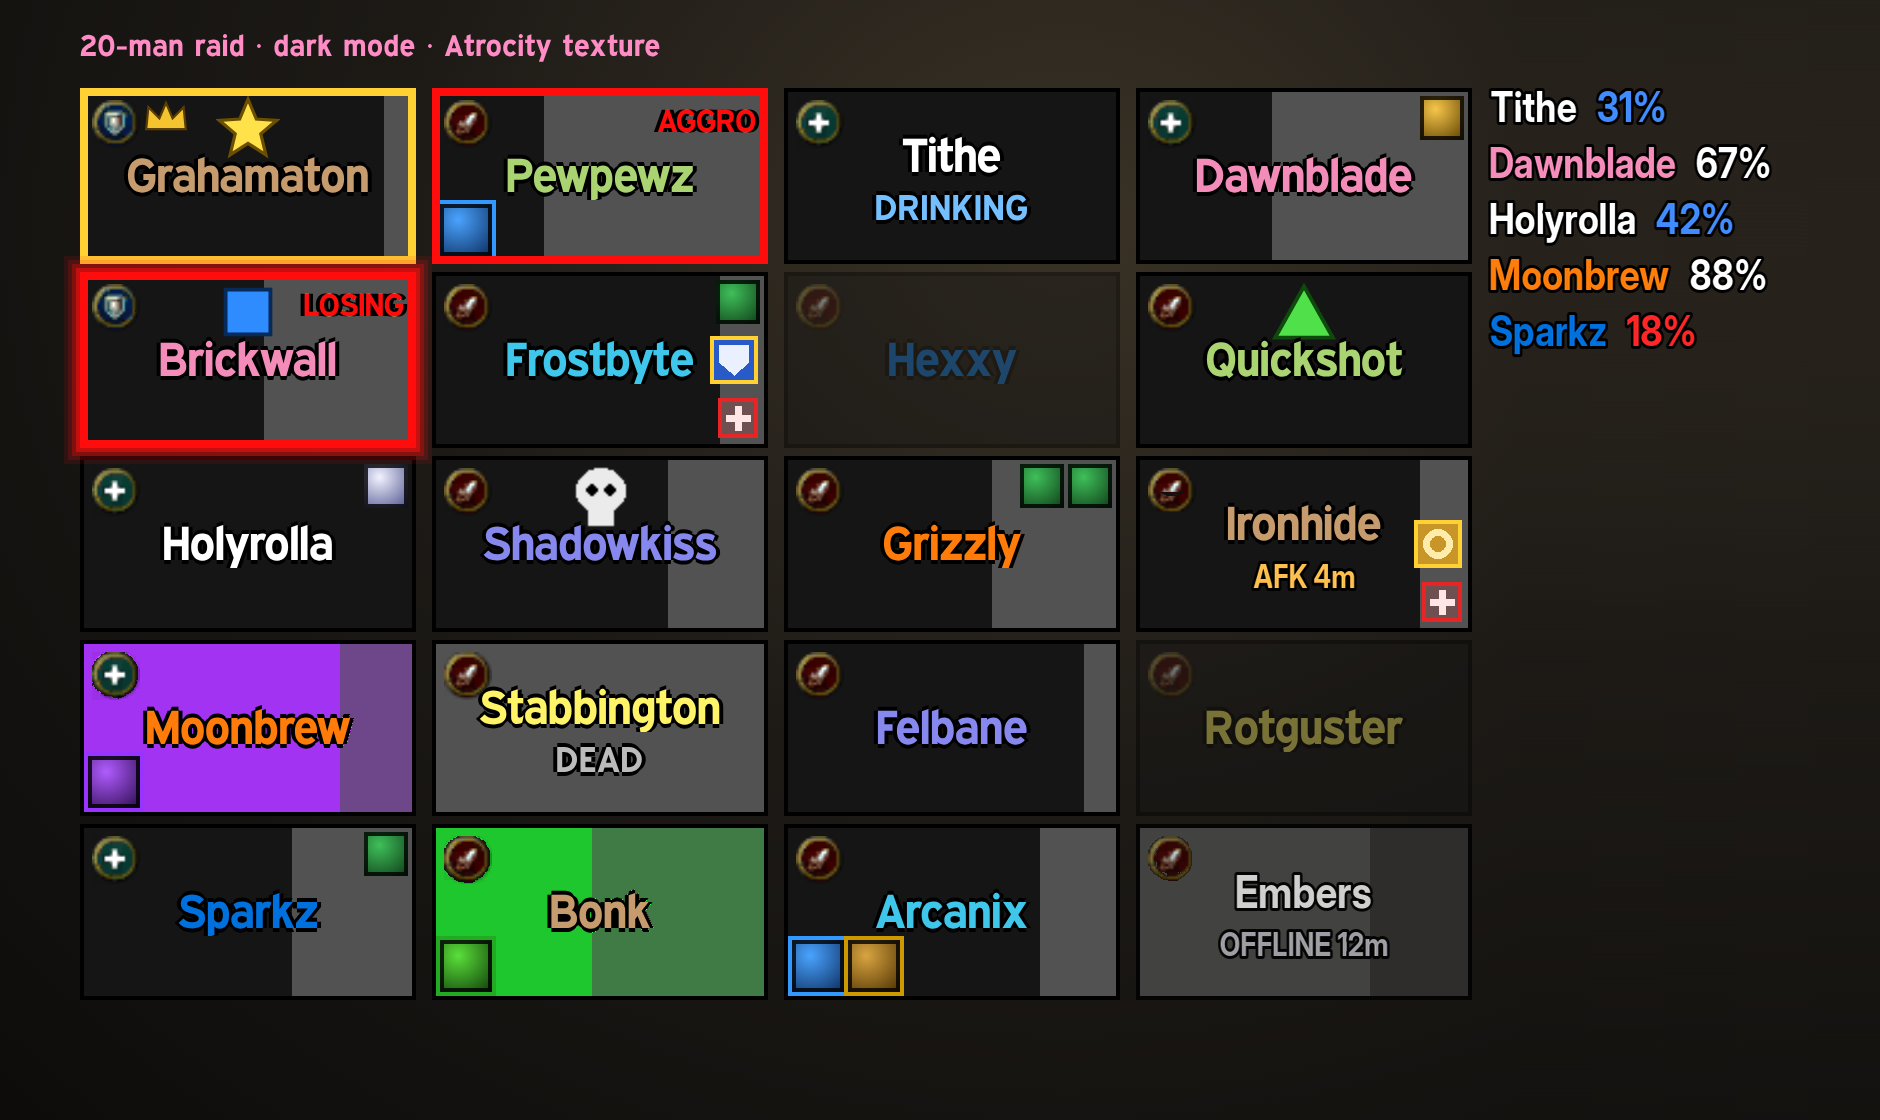 20-man raid · dark mode · Atrocity texture
Grahamaton
AGGRO
Pewpewz
Tithe
DRINKING
Dawnblade
Tithe 31%
Dawnblade 67%
Holyrolla 42%
Moonbrew 88%
Sparkz 18%
LOSING
Brickwall
Frostbyte
Hexxy
Quickshot
Holyrolla
Shadowkiss
Grizzly
Ironhide
AFK 4m
Moonbrew
Stabbington
DEAD
Felbane
Rotguster
Sparkz
Bonk
Arcanix
Embers
OFFLINE 12m